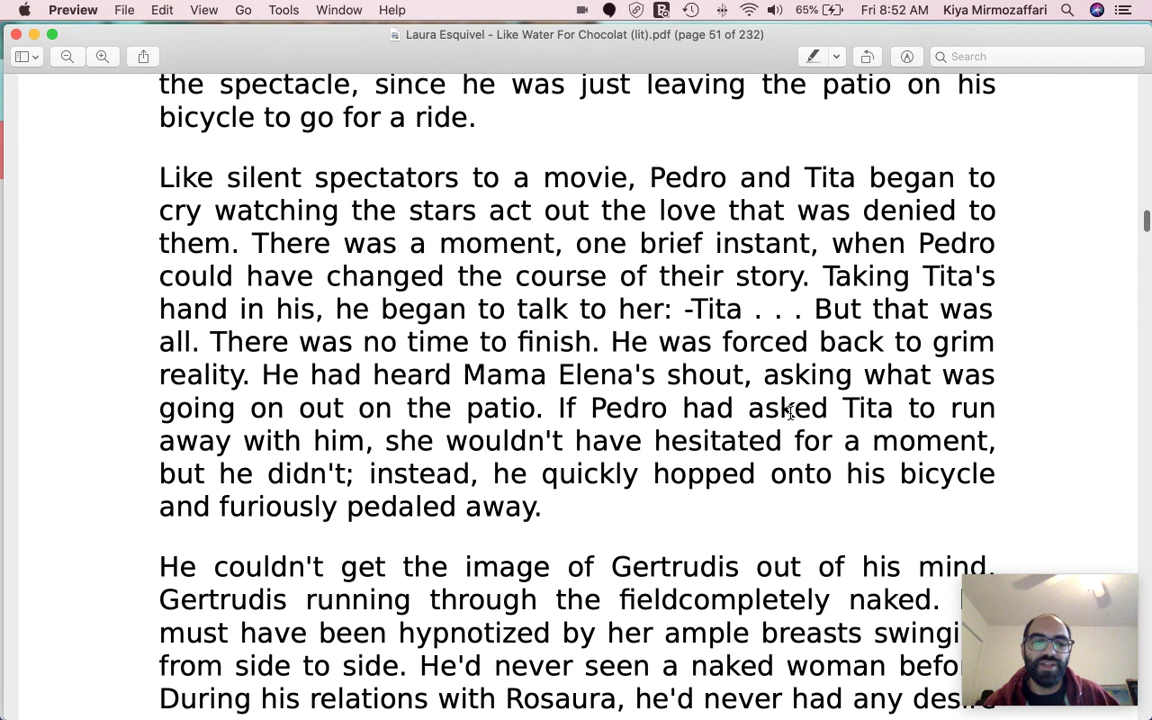 Preview File Edit View Go Tools Window Help 65% Fri 8:52 AM Kiya Mirmozaffari
Laura Esquivel - Like Water For Chocolat (lit).pdf (page 51 of 232)
Search
the spectacle, since he was just leaving the patio on his
bicycle to go for a ride.
Like silent spectators to a movie, Pedro and Tita began to
cry watching the stars act out the love that was denied to
them. There was a moment, one brief instant, when Pedro
could have changed the course of their story. Taking Tita's
hand in his, he began to talk to her: -Tita . . . But that was
all. There was no time to finish. He was forced back to grim
reality. He had heard Mama Elena's shout, asking what was
going on out on the patio. If Pedro had asked Tita to run
away with him, she wouldn't have hesitated for a moment,
but he didn't; instead, he quickly hopped onto his bicycle
and furiously pedaled away.
He couldn't get the image of Gertrudis out of his mind.
Gertrudis running through the fieldcompletely naked.
must have been hypnotized by her ample breasts
from side to side. He'd never seen a naked woman
During his relations with Rosaura, he'd never had any